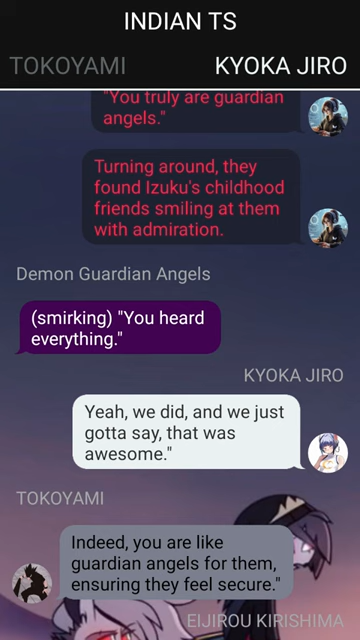 INDIAN TS
TOKOYAMI
KYOKA JIRO
"You truly are guardian
angels."
Turning around, they
found Izuku's childhood
friends smiling at them
with admiration.
Demon Guardian Angels
(smirking) "You heard
everything."
KYOKA JIRO
Yeah, we did, and we just
gotta say, that was
awesome."
TOKOYAMI
Indeed, you are like
guardian angels for them,
ensuring they feel secure."
EIJIROU KIRISHIMA